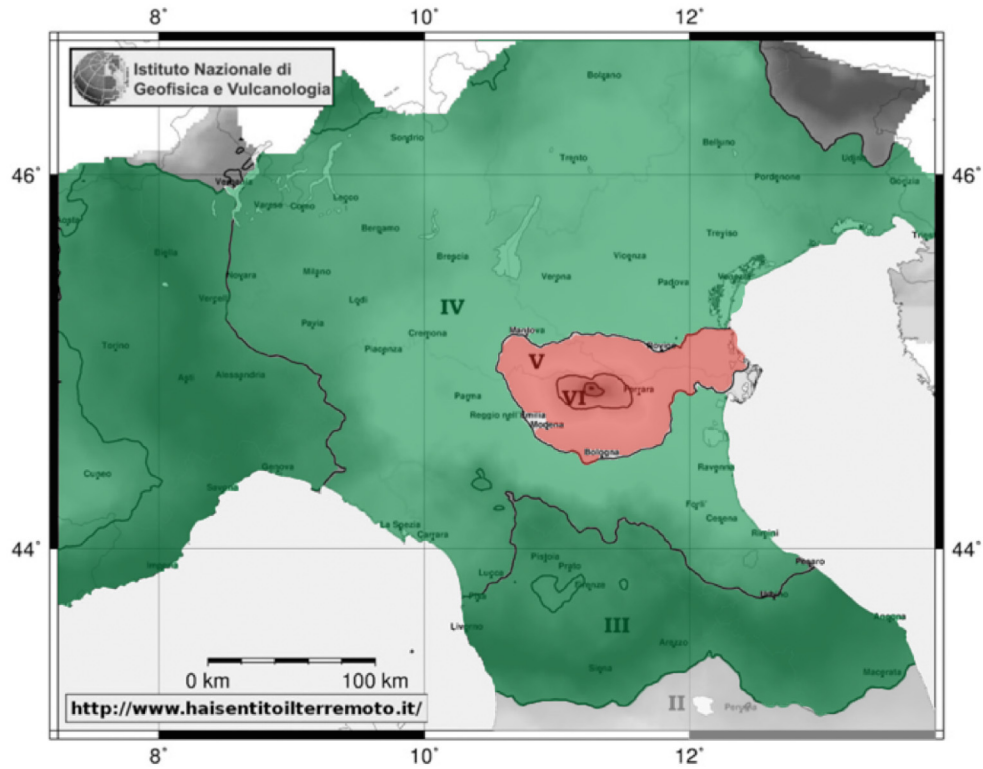 8° 10° 12°
Istituto Nazionale di
Geofisica e Vulcanologia
Bolzano
Sondrio
Trento
Belluno
46° 46°
Pordenone
Gorizia
Varese Como Lecco
Bergamo
Treviso
Biella
Brescia Vicenza
Novara Milano Verona Padova
Vercelli Lodi
IV
Pavia
Cremona Mantova
Torino Piacenza Rovigo
V
Asti Alessandria
VI Ferrara
Parma
Reggio nell'Emilia
Modena
Bologna
Cuneo Genova Ravenna
Savona
Forli'
La Spezia Cesena
Carrara Rimini
44° 44°
Imperia Pistoia Pesaro
Lucca Prato
Firenze
Pisa Urbino
Livorno III Ancona
Arezzo
Siena Macerata
0 km 100 km
II Perugia
http://www.haisentitoilterremoto.it/
8° 10° 12°